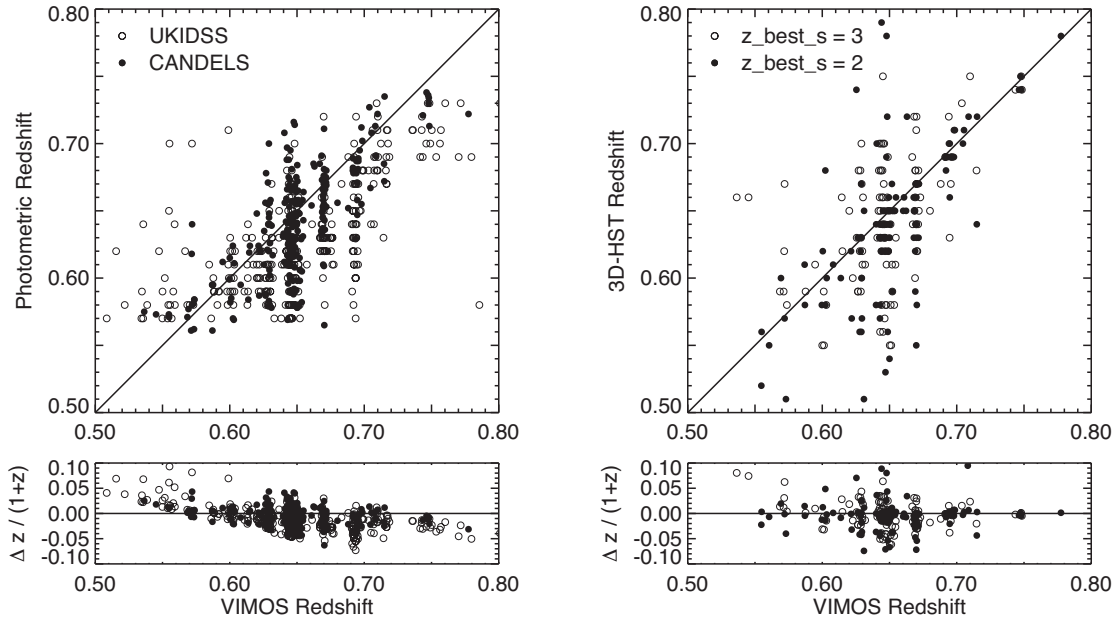 0.80
0.70
0.60
0.50
Photometric Redshift
UKIDSS
CANDELS
0.50 0.60 0.70 0.80
0.10
0.05
0.00
-0.05
-0.10
Δ z / (1+z)
0.50 0.60 0.70 0.80
VIMOS Redshift
0.80
0.70
0.60
0.50
3D-HST Redshift
z_best_s = 3
z_best_s = 2
0.50 0.60 0.70 0.80
0.10
0.05
0.00
-0.05
-0.10
Δ z / (1+z)
0.50 0.60 0.70 0.80
VIMOS Redshift